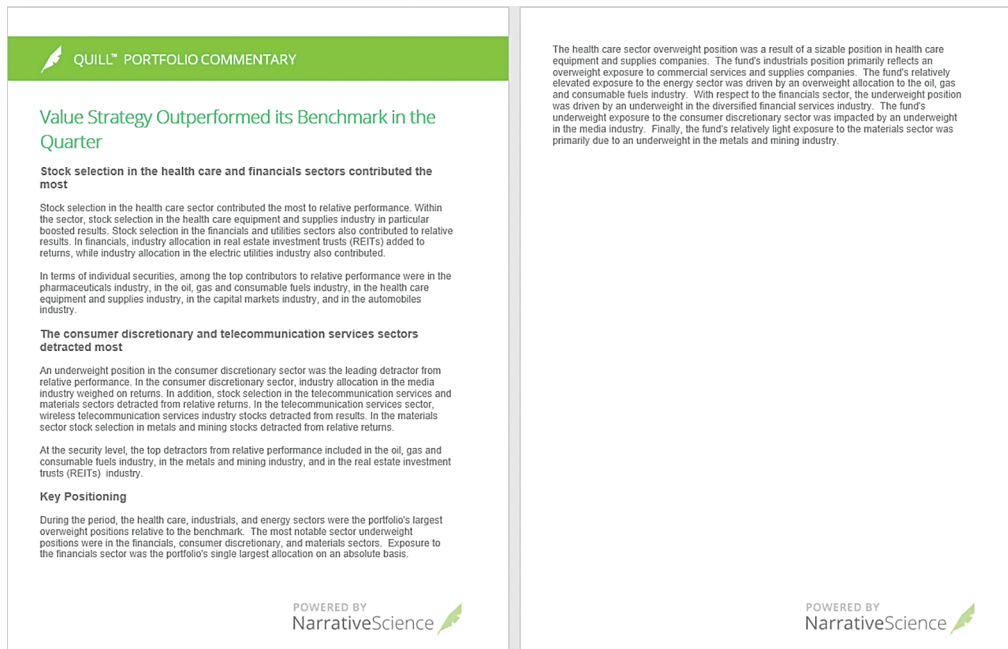 QUILL™ PORTFOLIO COMMENTARY
Value Strategy Outperformed its Benchmark in the
Quarter
Stock selection in the health care and financials sectors contributed the
most
Stock selection in the health care sector contributed the most to relative performance. Within
the sector, stock selection in the health care equipment and supplies industry in particular
boosted results. Stock selection in the financials and utilities sectors also contributed to relative
results. In financials, industry allocation in real estate investment trusts (REITs) added to
returns, while industry allocation in the electric utilities industry also contributed.
In terms of individual securities, among the top contributors to relative performance were in the
pharmaceuticals industry, in the oil, gas and consumable fuels industry, in the health care
equipment and supplies industry, in the capital markets industry, and in the automobiles
industry.
The consumer discretionary and telecommunication services sectors
detracted most
An underweight position in the consumer discretionary sector was the leading detractor from
relative performance. In the consumer discretionary sector, industry allocation in the media
industry weighed on returns. In addition, stock selection in the telecommunication services and
materials sectors detracted from relative returns. In the telecommunication services sector,
wireless telecommunication services industry stocks detracted from results. In the materials
sector stock selection in metals and mining stocks detracted from relative returns.
At the security level, the top detractors from relative performance included in the oil, gas and
consumable fuels industry, in the metals and mining industry, and in the real estate investment
trusts (REITs) industry.
Key Positioning
During the period, the health care, industrials, and energy sectors were the portfolio's largest
overweight positions relative to the benchmark. The most notable sector underweight
positions were in the financials, consumer discretionary, and materials sectors. Exposure to
the financials sector was the portfolio's single largest allocation on an absolute basis.
POWERED BY
NarrativeScience
The health care sector overweight position was a result of a sizable position in health care
equipment and supplies companies. The fund's industrials position primarily reflects an
overweight exposure to commercial services and supplies companies. The fund's relatively
elevated exposure to the energy sector was driven by an overweight allocation to the oil, gas
and consumable fuels industry. With respect to the financials sector, the underweight position
was driven by an underweight in the diversified financial services industry. The fund's
underweight exposure to the consumer discretionary sector was impacted by an underweight
in the media industry. Finally, the fund's relatively light exposure to the materials sector was
primarily due to an underweight in the metals and mining industry.
POWERED BY
NarrativeScience